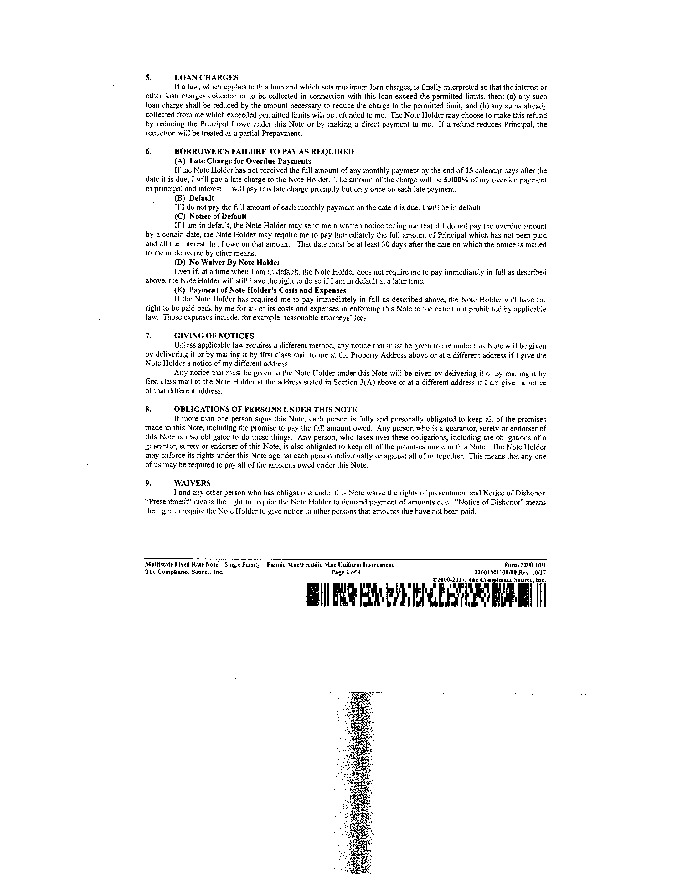 5. LOAN CHARGES
If a law, which applies to this loan and which sets maximum loan charges, is finally interpreted so that the interest or
other loan charges collected or to be collected in connection with this loan exceed the permitted limits, then: (a) any such
loan charge shall be reduced by the amount necessary to reduce the charge to the permitted limit; and (b) any sums already
collected from me which exceeded permitted limits will be refunded to me. The Note Holder may choose to make this refund
by reducing the Principal I owe under this Note or by making a direct payment to me. If a refund reduces Principal, the
reduction will be treated as a partial Prepayment.
6. BORROWER'S FAILURE TO PAY AS REQUIRED
(A) Late Charge for Overdue Payments
If the Note Holder has not received the full amount of any monthly payment by the end of 15 calendar days after the
date it is due, I will pay a late charge to the Note Holder. The amount of the charge will be 5.000% of my overdue payment
of principal and interest. I will pay this late charge promptly but only once on each late payment.
(B) Default
If I do not pay the full amount of each monthly payment on the date it is due, I will be in default.
(C) Notice of Default
If I am in default, the Note Holder may send me a written notice telling me that if I do not pay the overdue amount
by a certain date, the Note Holder may require me to pay immediately the full amount of Principal which has not been paid
and all the interest that I owe on that amount. That date must be at least 30 days after the date on which the notice is mailed
to me or delivered by other means.
(D) No Waiver By Note Holder
Even if, at a time when I am in default, the Note Holder does not require me to pay immediately in full as described
above, the Note Holder will still have the right to do so if I am in default at a later time.
(E) Payment of Note Holder's Costs and Expenses
If the Note Holder has required me to pay immediately in full as described above, the Note Holder will have the
right to be paid back by me for all of its costs and expenses in enforcing this Note to the extent not prohibited by applicable
law. Those expenses include, for example, reasonable attorneys' fees.
7. GIVING OF NOTICES
Unless applicable law requires a different method, any notice that must be given to me under this Note will be given
by delivering it or by mailing it by first class mail to me at the Property Address above or at a different address if I give the
Note Holder a notice of my different address.
Any notice that must be given to the Note Holder under this Note will be given by delivering it or by mailing it by
first class mail to the Note Holder at the address stated in Section 3(A) above or at a different address if I am given a notice
of that different address.
8. OBLIGATIONS OF PERSONS UNDER THIS NOTE
If more than one person signs this Note, each person is fully and personally obligated to keep all of the promises
made in this Note, including the promise to pay the full amount owed. Any person who is a guarantor, surety or endorser of
this Note is also obligated to do these things. Any person who takes over these obligations, including the obligations of a
guarantor, surety or endorser of this Note, is also obligated to keep all of the promises made in this Note. The Note Holder
may enforce its rights under this Note against each person individually or against all of us together. This means that any one
of us may be required to pay all of the amounts owed under this Note.
9. WAIVERS
I and any other person who has obligations under this Note waive the rights of Presentment and Notice of Dishonor.
"Presentment" means the right to require the Note Holder to demand payment of amounts due. "Notice of Dishonor" means
the right to require the Note Holder to give notice to other persons that amounts due have not been paid.
Multistate Fixed Rate Note - Single Family - Fannie Mae/Freddie Mac Uniform Instrument
The Compliance Source, Inc.
Page 2 of
©2000-2017, The Compliance Source, Inc.